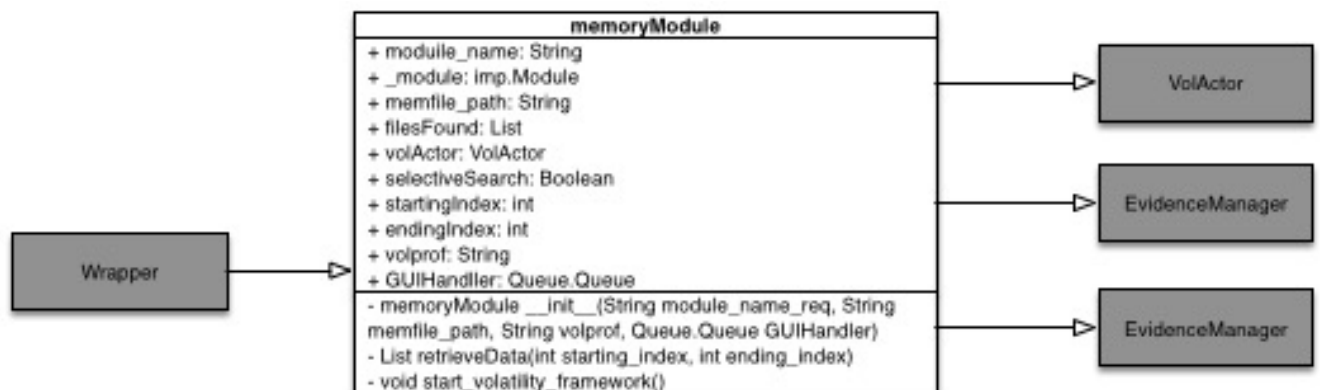 memoryModule
+ moduile_name: String
+ _module: imp.Module
+ memfile_path: String
+ filesFound: List
+ volActor: VolActor
+ selectiveSearch: Boolean
+ startingIndex: int
+ endingIndex: int
+ volprof: String
+ GUIHandller: Queue.Queue
- memoryModule __init__(String module_name_req, String
memfile_path, String volprof, Queue.Queue GUIHandler)
- List retrieveData(int starting_index, int ending_index)
- void start_volatility_framework()
Wrapper
VolActor
EvidenceManager
EvidenceManager